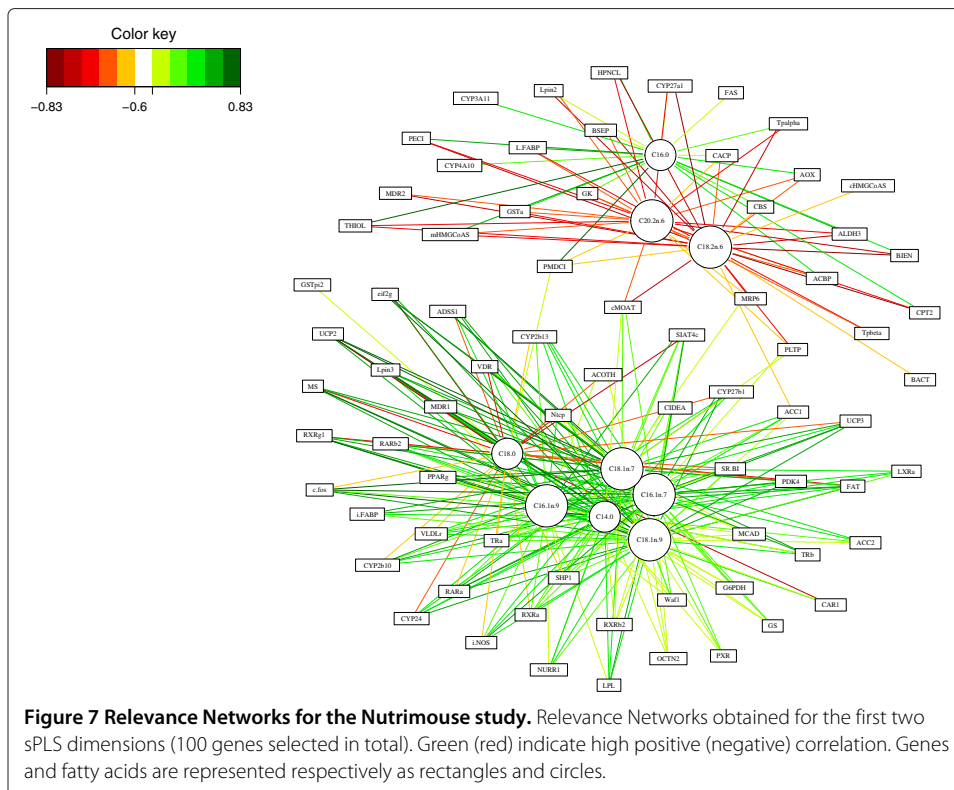 Color key
−0.83
−0.6
0.83
HPNCL
CYP27a1
Lpin2
FAS
CYP3A11
Tpalpha
BSEP
PECI
L.FABP
C16.0
CACP
CYP4A10
AOX
cHMGCoAS
MDR2
GK
CBS
GSTa
C20.2n.6
THIOL
mHMGCoAS
ALDH3
C18.2n.6
BIEN
PMDCI
ACBP
GSTpi2
eif2g
MRP6
cMOAT
CPT2
ADSS1
Tpbeta
UCP2
CYP2b13
SIAT4c
PLTP
VDR
Lpin3
ACOTH
BACT
MS
CYP27b1
MDR1
CIDEA
ACC1
Ntcp
UCP3
RXRg1
RARb2
C18.0
C18.1n.7
SR.BI
LXRa
PPARg
PDK4
FAT
c.fos
C16.1n.7
C16.1n.9
i.FABP
C14.0
VLDLr
MCAD
TRa
C18.1n.9
ACC2
TRb
CYP2b10
SHP1
G6PDH
RARa
Waf1
CAR1
CYP24
RXRa
RXRb2
GS
i.NOS
PXR
OCTN2
NURR1
LPL
Figure 7 Relevance Networks for the Nutrimouse study. Relevance Networks obtained for the first two
sPLS dimensions (100 genes selected in total). Green (red) indicate high positive (negative) correlation. Genes
and fatty acids are represented respectively as rectangles and circles.